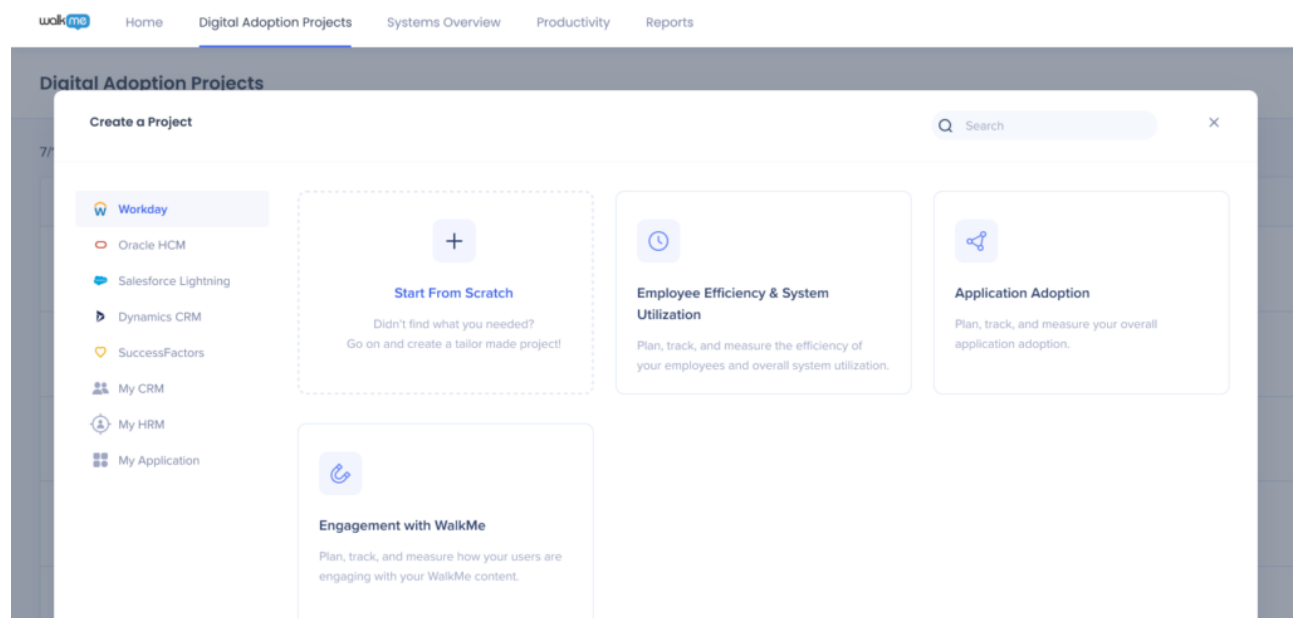 walkme Home Digital Adoption Projects Systems Overview Productivity Reports
Digital Adoption Projects
Create a Project
Search
7/
Workday
Oracle HCM
Salesforce Lightning
Dynamics CRM
SuccessFactors
My CRM
My HRM
My Application
Start From Scratch
Didn't find what you needed?
Go on and create a tailor made project!
Employee Efficiency & System
Utilization
Plan, track, and measure the efficiency of
your employees and overall system utilization.
Application Adoption
Plan, track, and measure your overall
application adoption.
Engagement with WalkMe
Plan, track, and measure how your users are
engaging with your WalkMe content.